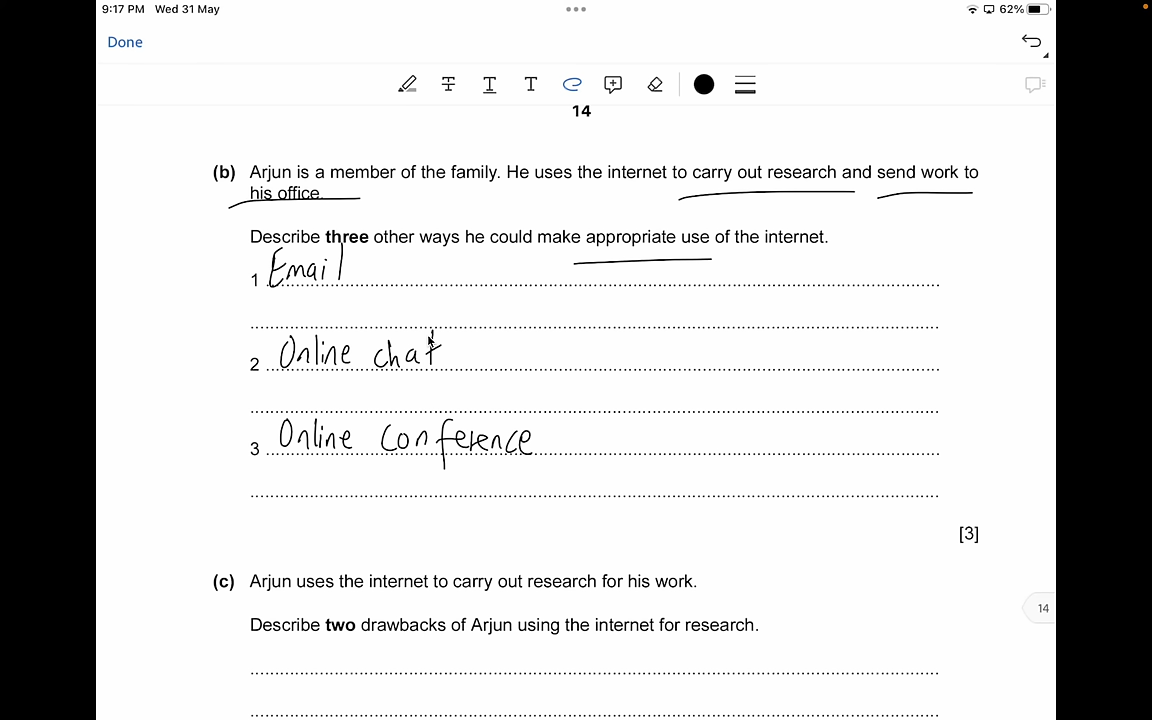 9:17 PM Wed 31 May
62%
Done
T T T
14
(b) Arjun is a member of the family. He uses the internet to carry out research and send work to
his office.
Describe three other ways he could make appropriate use of the internet.
1 Email
2 Online chat
3 Online conference
[3]
(c) Arjun uses the internet to carry out research for his work.
14
Describe two drawbacks of Arjun using the internet for research.